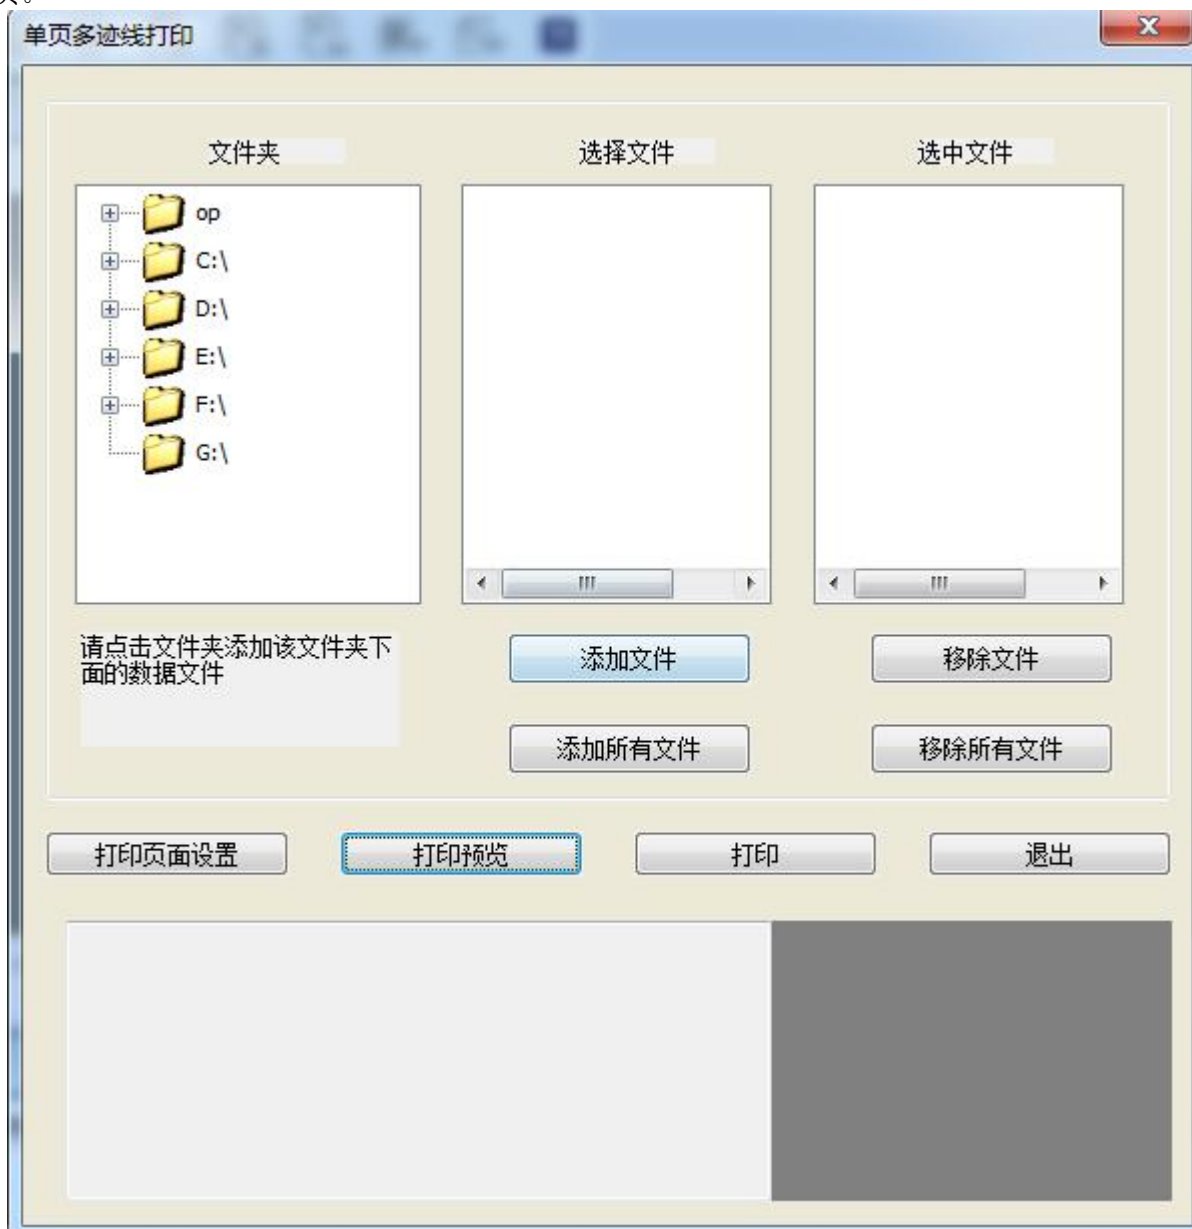 单页多迹线打印
文件夹
选择文件
选中文件
op
C:\
D:\
E:\
F:\
G:\
请点击文件夹添加该文件夹下
面的数据文件
添加文件
移除文件
添加所有文件
移除所有文件
打印页面设置
打印预览
打印
退出